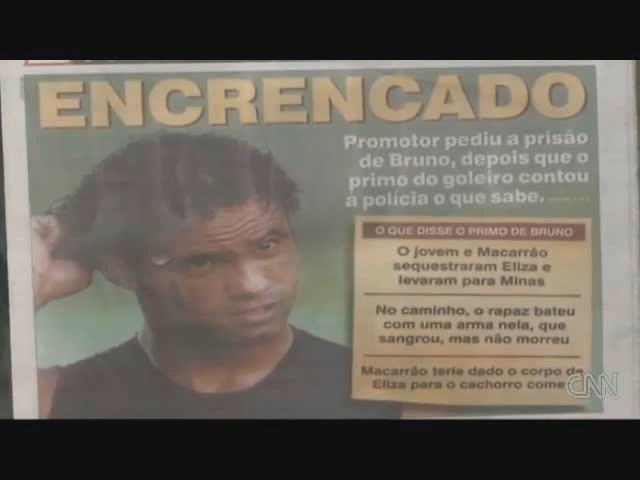 ENCRENCADO
Promotor pediu a prisão
de Bruno, depois que o
primo do goleiro contou
à polícia o que sabe.
O QUE DISSE O PRIMO DE BRUNO
O jovem e Macarrão
sequestraram Eliza e
levaram para Minas
No caminho, o rapaz bateu
com uma arma nela, que
sangrou, mas não morreu
Macarrão teria dado o corpo de
Eliza para o cachorro comer
CNN